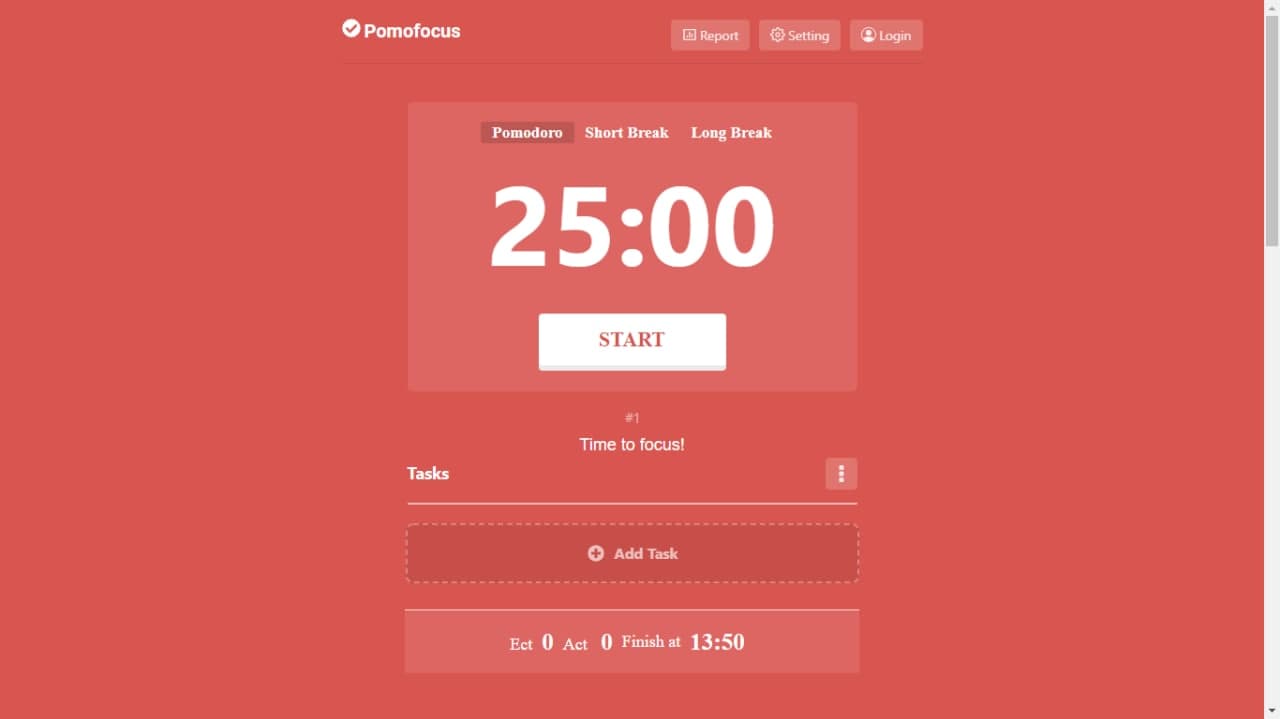 Pomofocus
Report Setting Login
Pomodoro Short Break Long Break
25:00
START
#1
Time to focus!
Tasks
Add Task
Ect 0 Act 0 Finish at 13:50